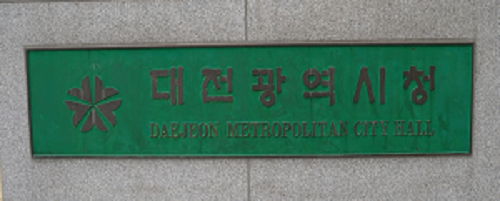 대전광역시청
DAEJEON METROPOLITAN CITY HALL